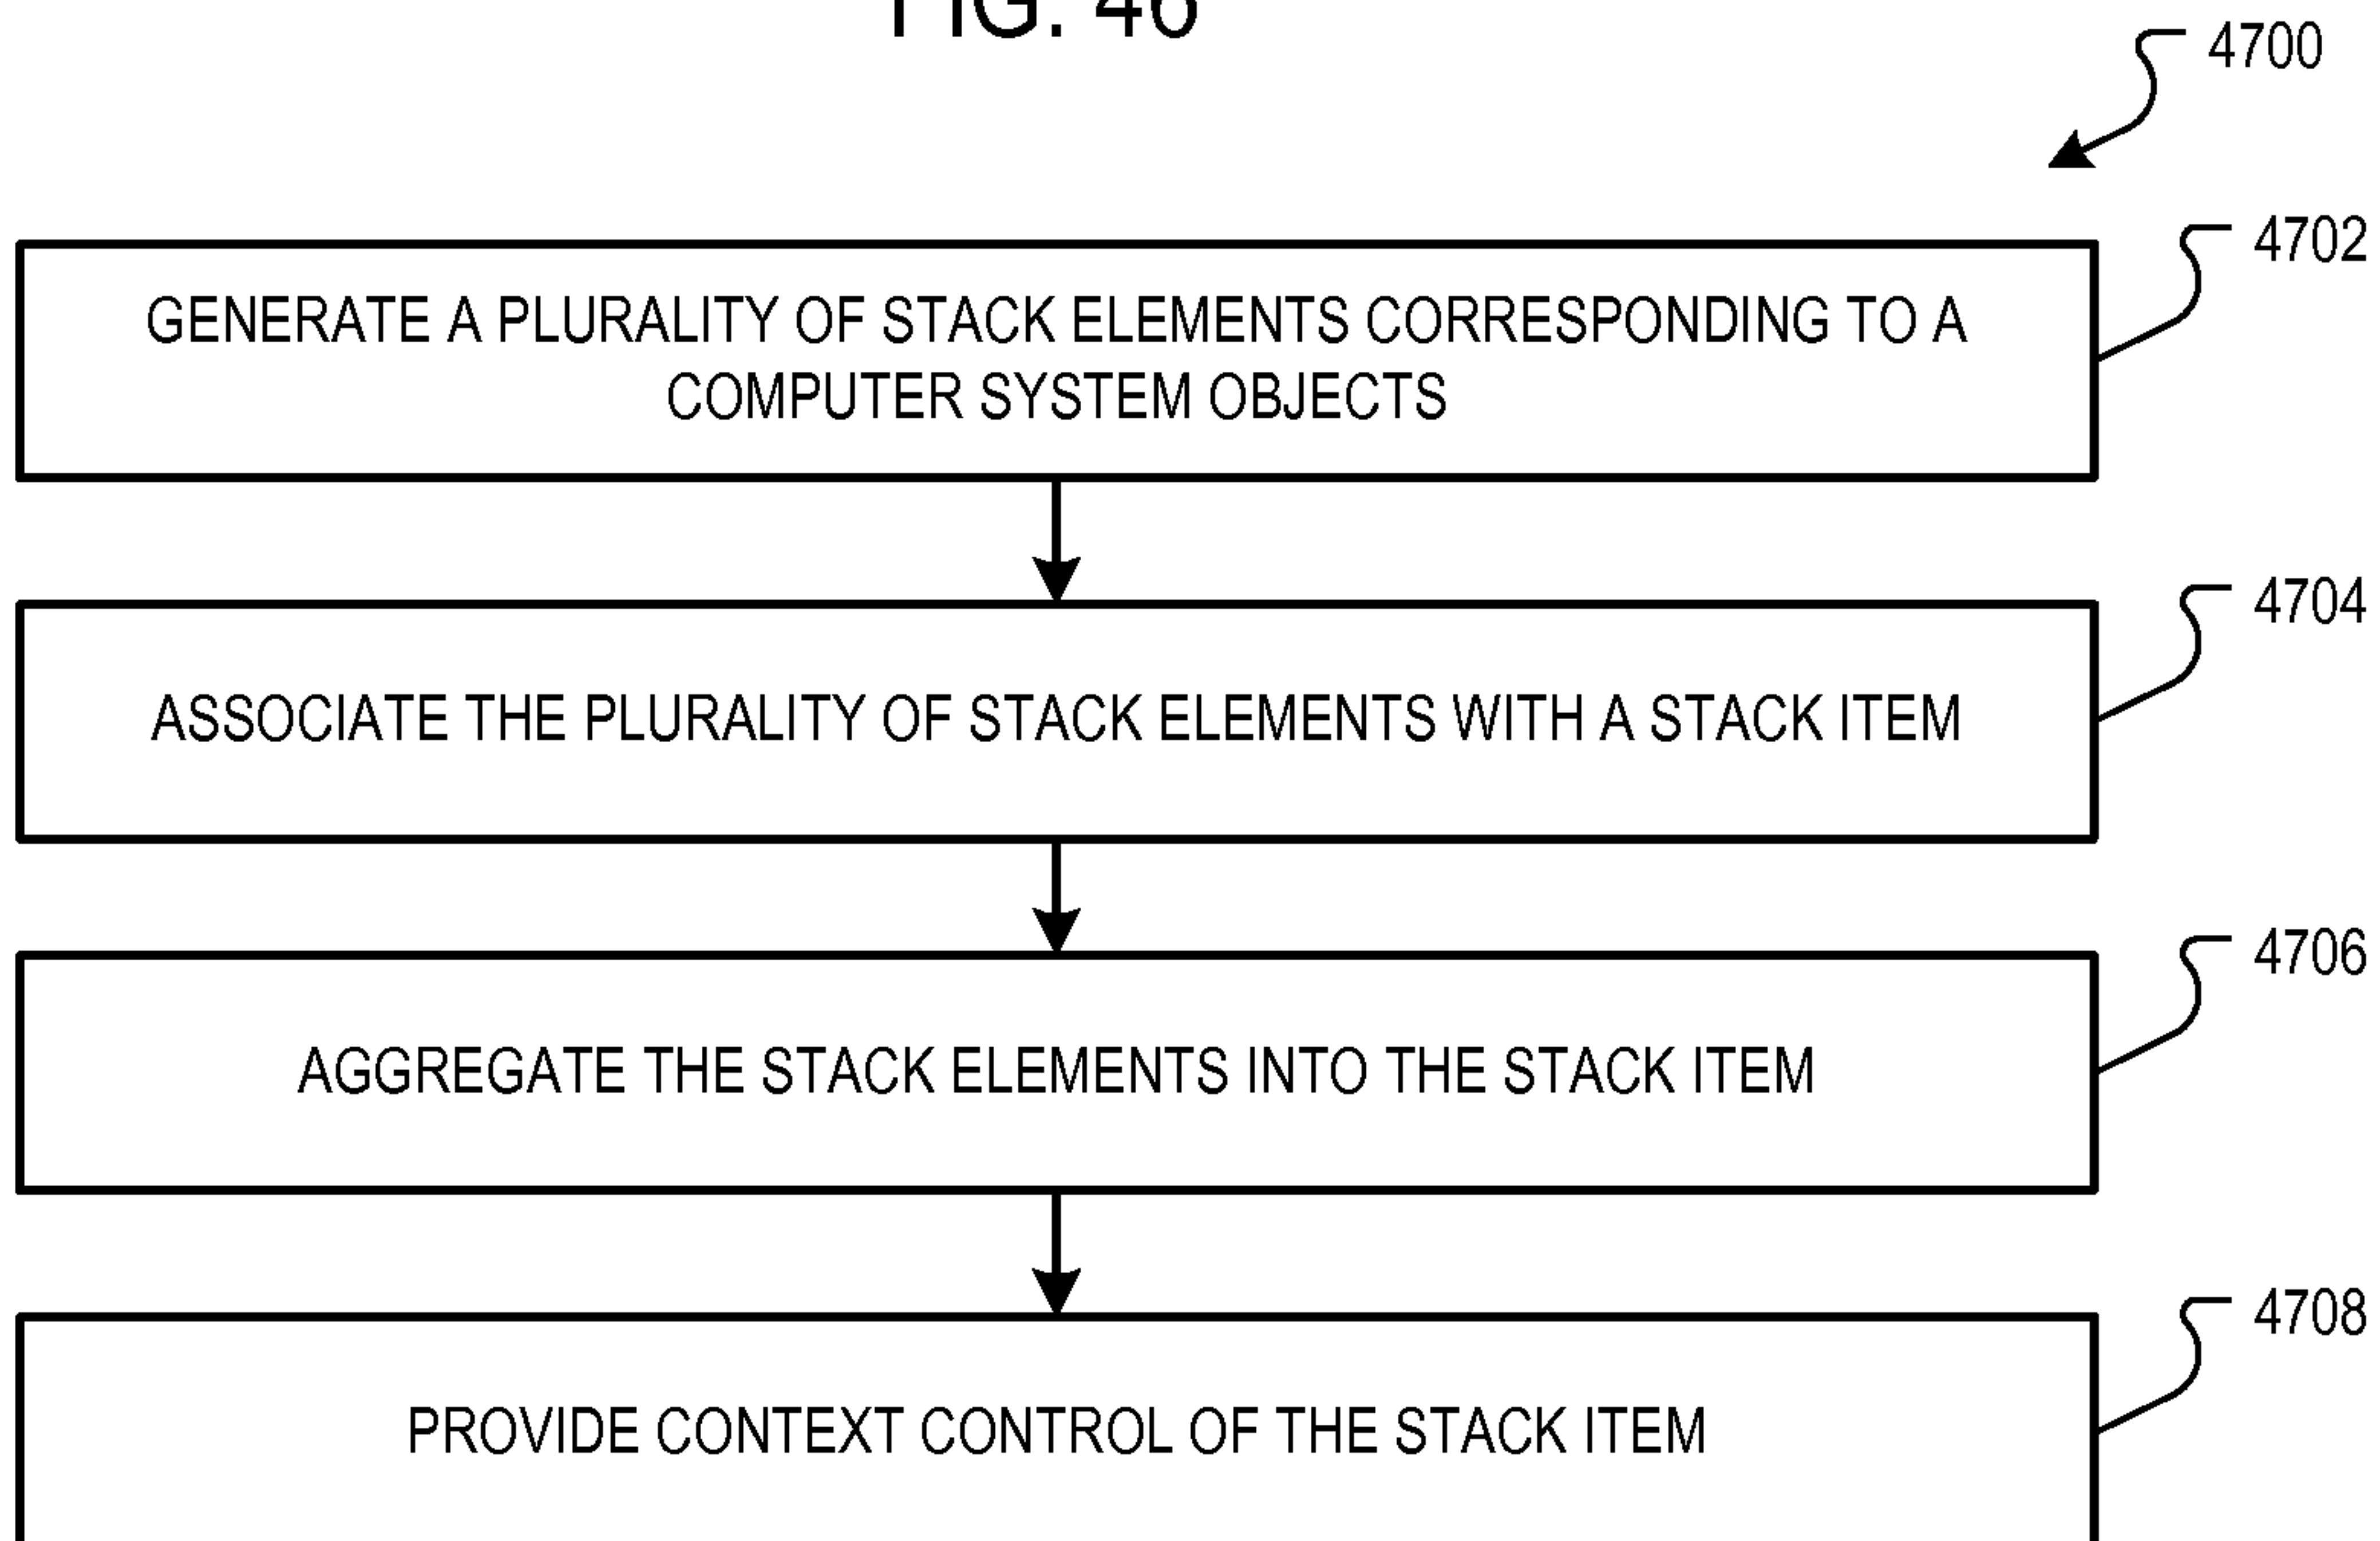 FIG. 46
4700
4702
GENERATE A PLURALITY OF STACK ELEMENTS CORRESPONDING TO A
COMPUTER SYSTEM OBJECTS
4704
ASSOCIATE THE PLURALITY OF STACK ELEMENTS WITH A STACK ITEM
4706
AGGREGATE THE STACK ELEMENTS INTO THE STACK ITEM
4708
PROVIDE CONTEXT CONTROL OF THE STACK ITEM